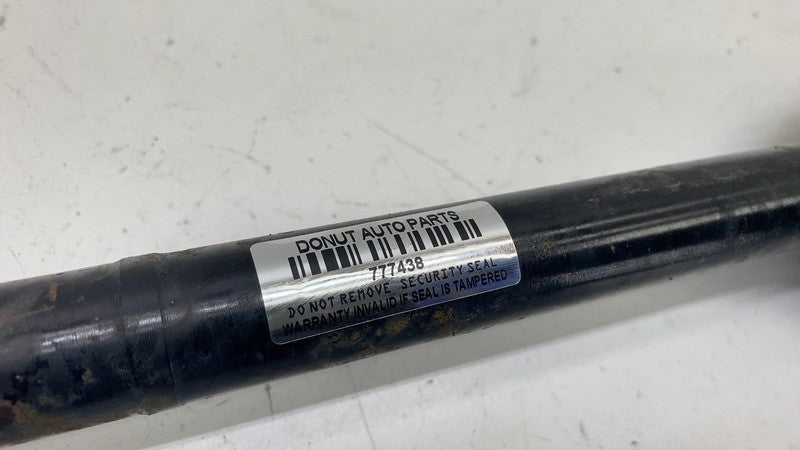 DONUT AUTO PARTS
777438
DO NOT REMOVE SECURITY SEAL
WARRANTY INVALID IF SEAL IS TAMPERED